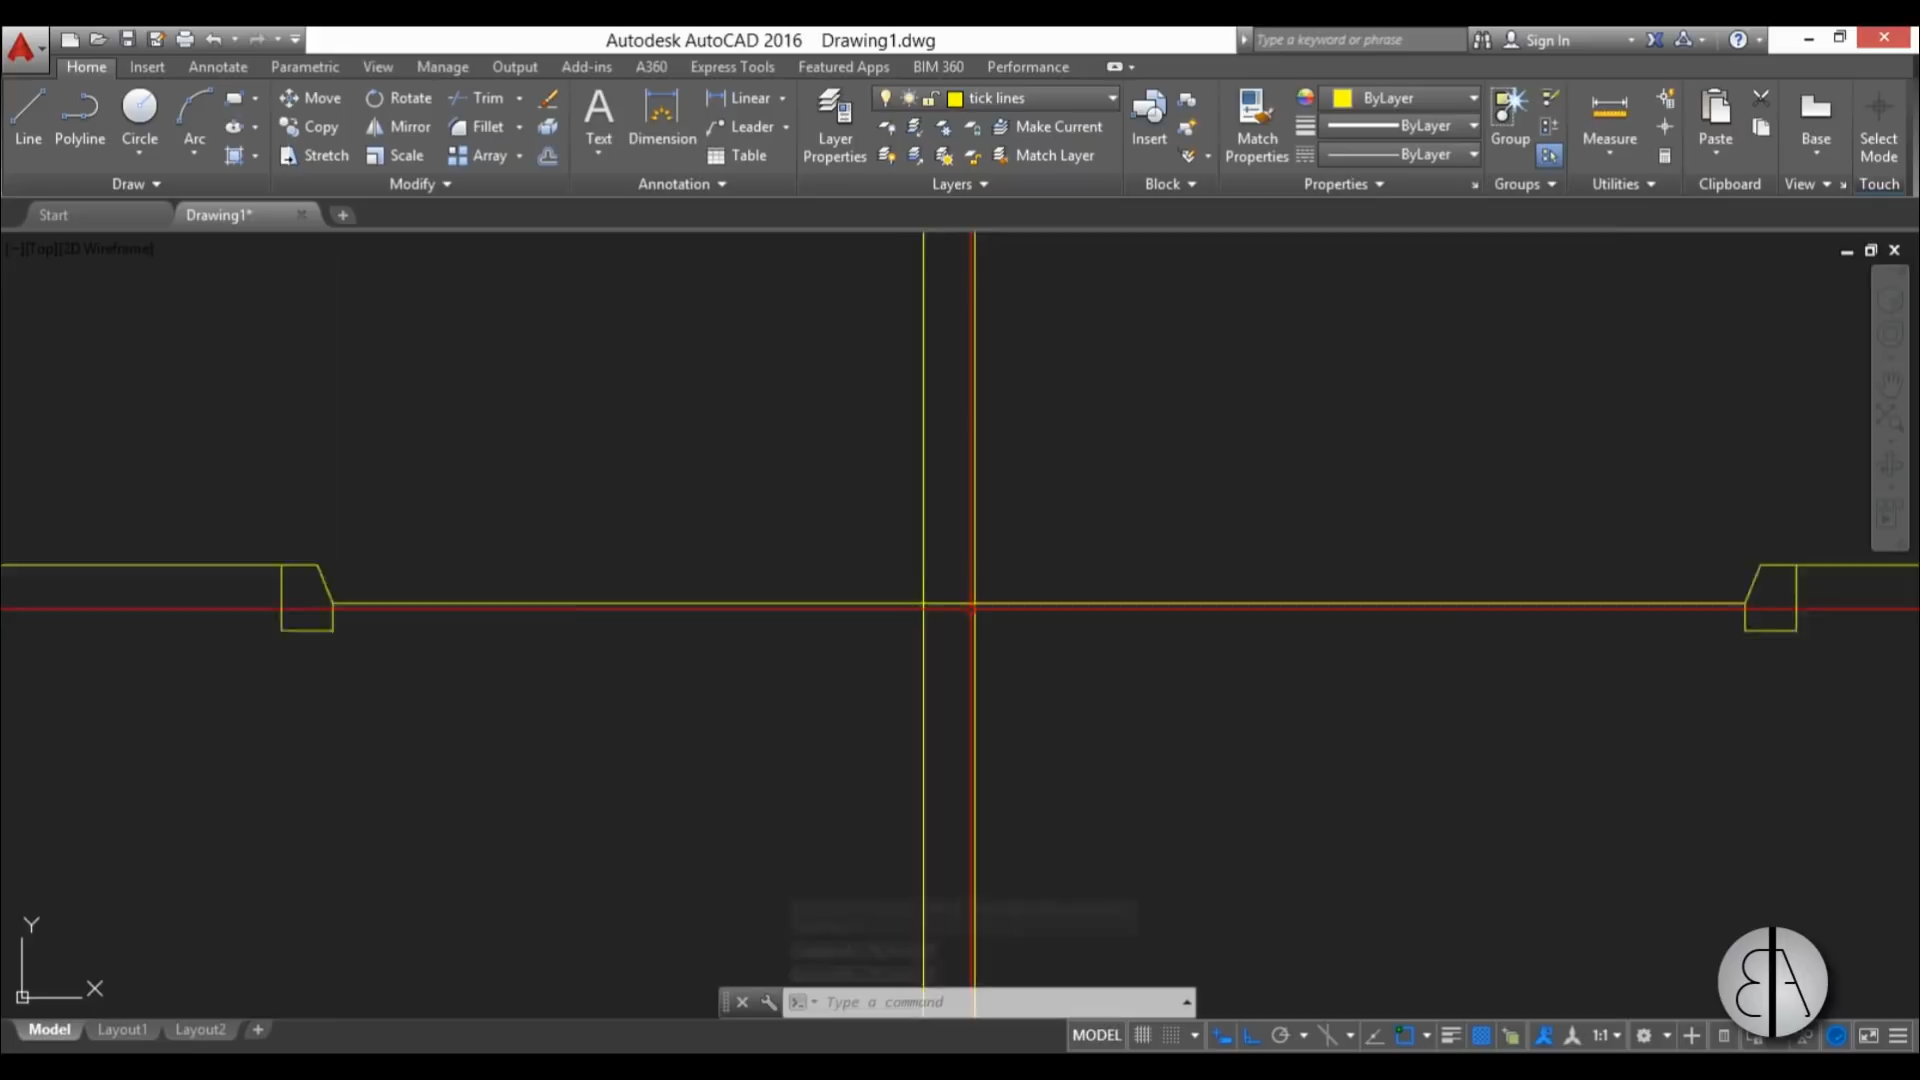 Autodesk AutoCAD 2016 Drawing1.dwg
Type a keyword or phrase
Sign In
Home Insert Annotate Parametric View Manage Output Add-ins A360 Express Tools Featured Apps BIM 360 Performance
Line Polyline Circle Arc
Move Rotate Trim
Copy Mirror Fillet
Stretch Scale Array
Text Dimension
Linear
Leader
Table
Layer Properties
tick lines
Make Current
Match Layer
Insert
Match Properties
ByLayer
ByLayer
ByLayer
Group
Measure
Paste
Base
Select Mode
Draw Modify Annotation Layers Block Properties Groups Utilities Clipboard View Touch
Start Drawing1*
[−][Top][2D Wireframe]
Y
X
Type a command
Model Layout1 Layout2
MODEL 1:1
BA